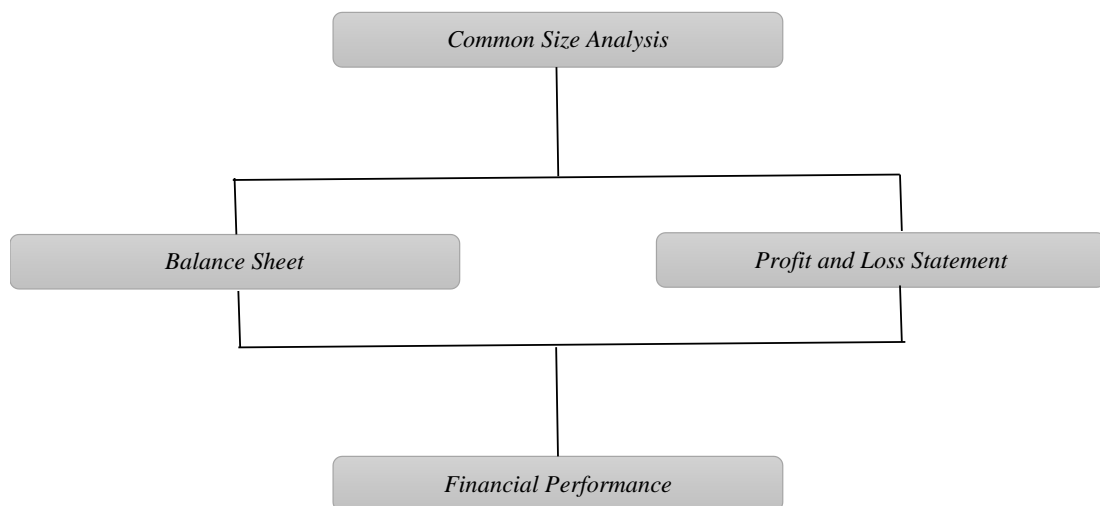 Common Size Analysis
Balance Sheet
Profit and Loss Statement
Financial Performance